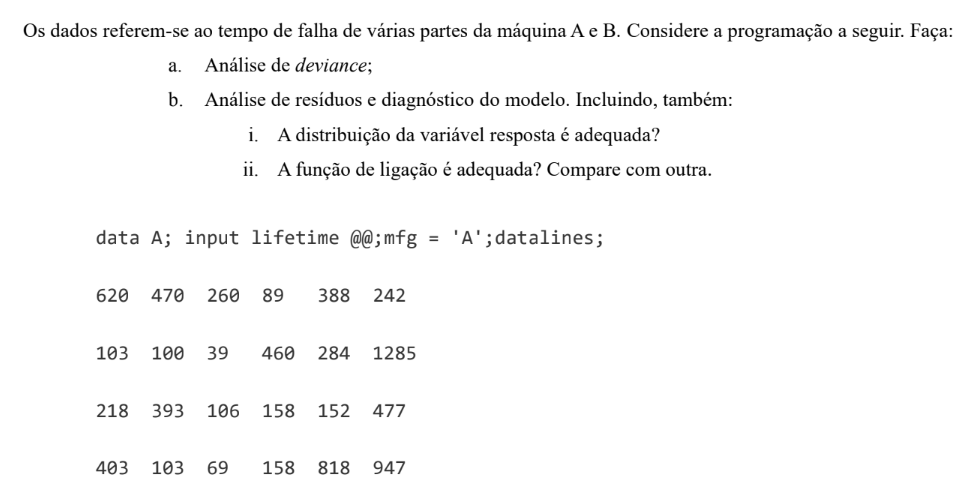 Os dados referem-se ao tempo de falha de várias partes da máquina A e B. Considere a programação a seguir. Faça:
a. Análise de deviance;
b. Análise de resíduos e diagnóstico do modelo. Incluindo, também:
i. A distribuição da variável resposta é adequada?
ii. A função de ligação é adequada? Compare com outra.
data A; input lifetime @@;mfg = 'A';datalines;
620 470 260 89 388 242
103 100 39 460 284 1285
218 393 106 158 152 477
403 103 69 158 818 947